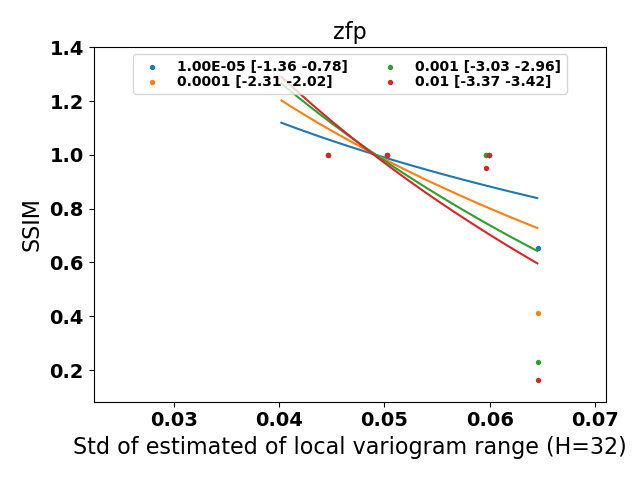 zfp
1.00E-05 [-1.36 -0.78]
0.0001 [-2.31 -2.02]
0.001 [-3.03 -2.96]
0.01 [-3.37 -3.42]
1.4
1.2
1.0
0.8
0.6
0.4
0.2
SSIM
0.03 0.04 0.05 0.06 0.07
Std of estimated of local variogram range (H=32)